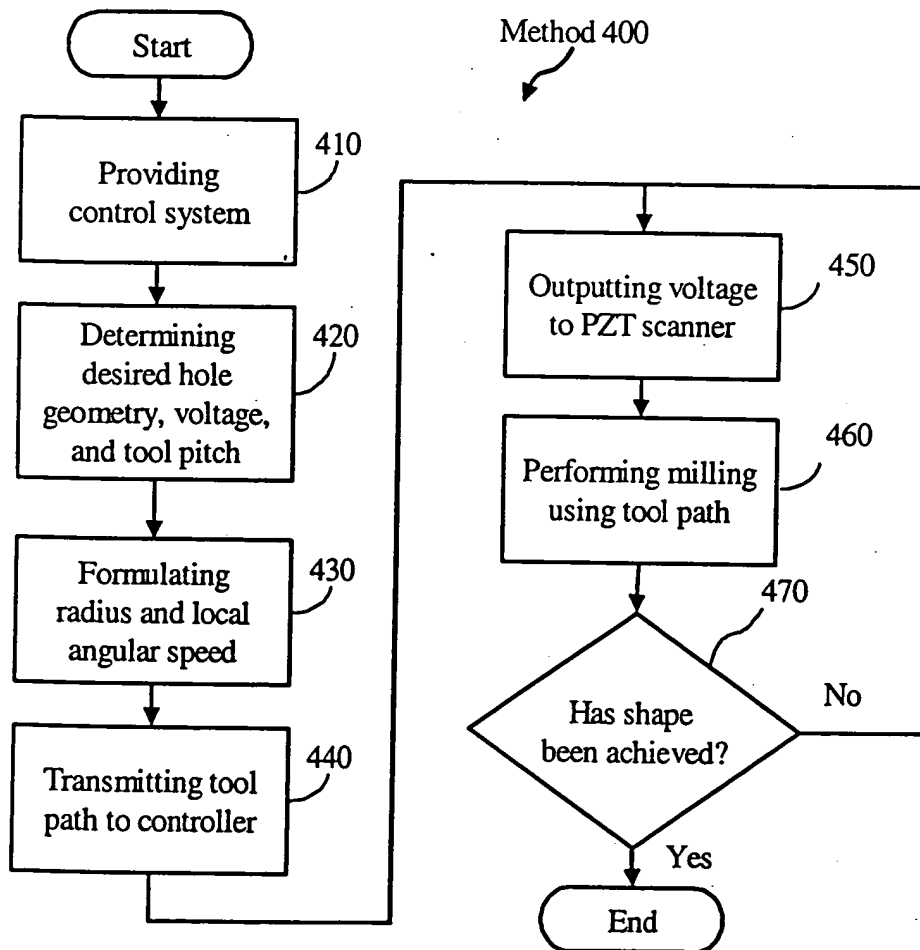 Method 400
Start
410
Providing
control system
420
Determining
desired hole
geometry, voltage,
and tool pitch
430
Formulating
radius and local
angular speed
440
Transmitting tool
path to controller
450
Outputting voltage
to PZT scanner
460
Performing milling
using tool path
470
Has shape
been achieved?
No
Yes
End